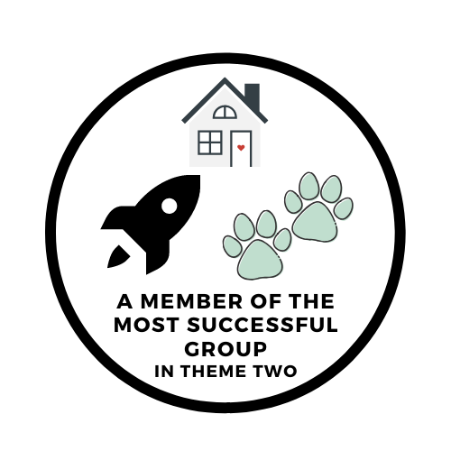 A MEMBER OF THE
MOST SUCCESSFUL
GROUP
IN THEME TWO